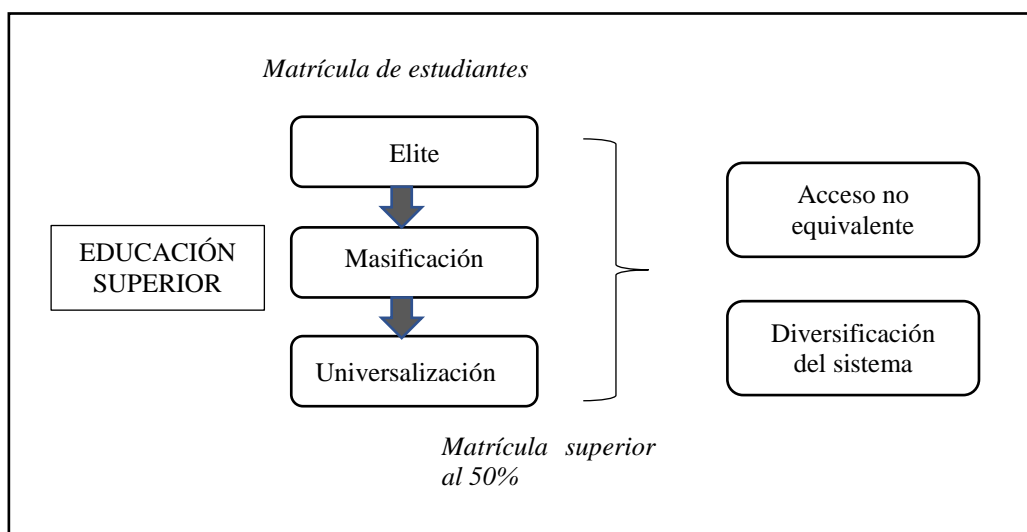 Matrícula de estudiantes
Elite
EDUCACIÓN
SUPERIOR
Masificación
Universalización
Matrícula superior
al 50%
Acceso no
equivalente
Diversificación
del sistema